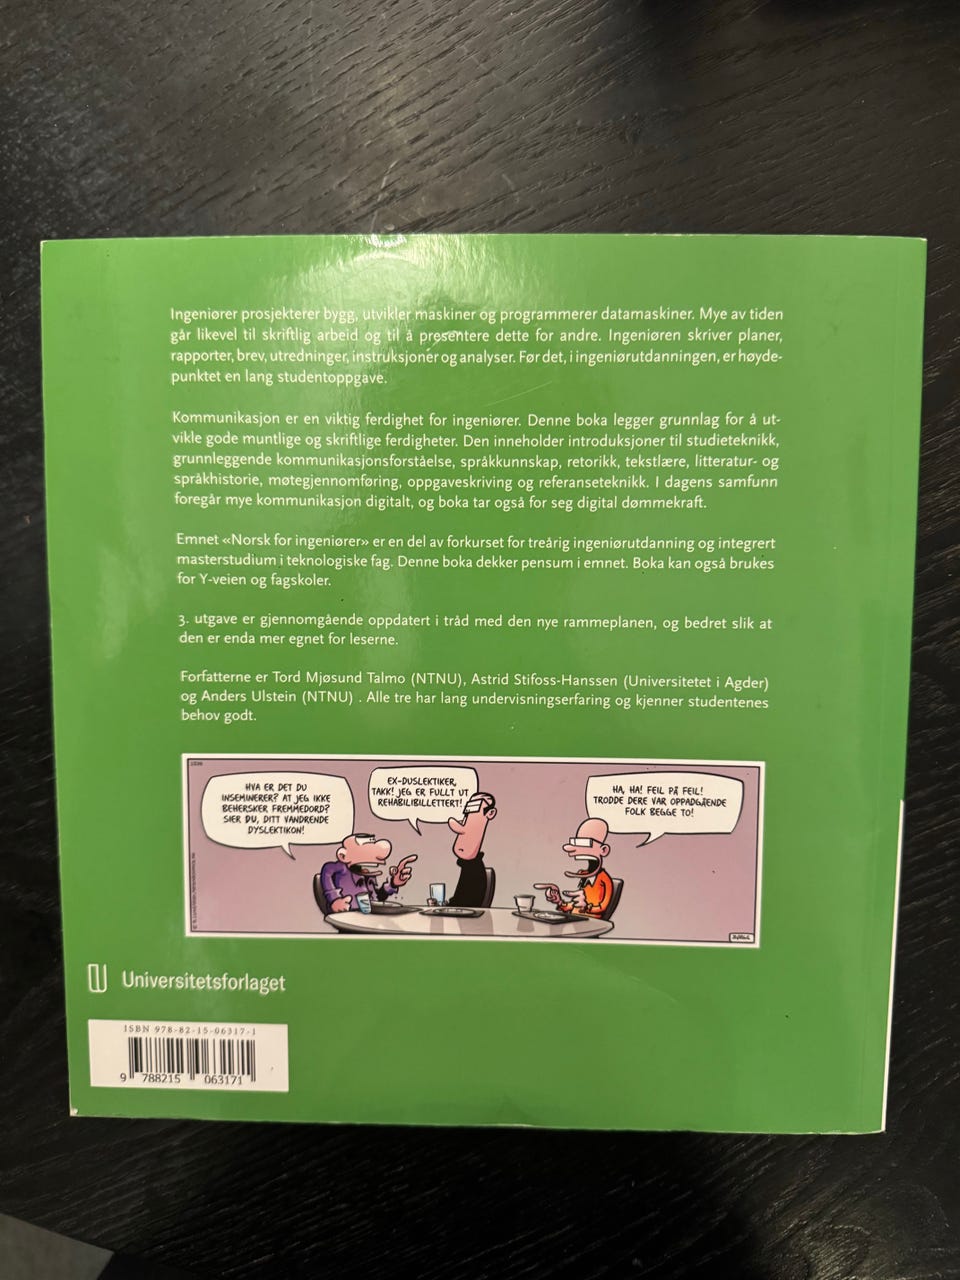 Ingeniører prosjekterer bygg, utvikler maskiner og programmerer datamaskiner. Mye av tiden
går likevel til skriftlig arbeid og til å presentere dette for andre. Ingeniøren skriver planer,
rapporter, brev, utredninger, instruksjoner og analyser. Før det, i ingeniørutdanningen, er høyde-
punktet en lang studentoppgave.
Kommunikasjon er en viktig ferdighet for ingeniører. Denne boka legger grunnlag for å ut-
vikle gode muntlige og skriftlige ferdigheter. Den inneholder introduksjoner til studieteknikk,
grunnleggende kommunikasjonsforståelse, språkkunnskap, retorikk, tekstlære, litteratur- og
språkhistorie, møtegjennomføring, oppgaveskriving og referanseteknikk. I dagens samfunn
foregår mye kommunikasjon digitalt, og boka tar også for seg digital dømmekraft.
Emnet «Norsk for ingeniører» er en del av forkurset for treårig ingeniørutdanning og integrert
masterstudium i teknologiske fag. Denne boka dekker pensum i emnet. Boka kan også brukes
for Y-veien og fagskoler.
3. utgave er gjennomgående oppdatert i tråd med den nye rammeplanen, og bedret slik at
den er enda mer egnet for leserne.
Forfatterne er Tord Mjøsund Talmo (NTNU), Astrid Stifoss-Hanssen (Universitetet i Agder)
og Anders Ulstein (NTNU) . Alle tre har lang undervisningserfaring og kjenner studentenes
behov godt.
HVA ER DET DU
INSEMINERER? AT JEG IKKE
BEHERSKER FREMMEDORD?
SIER DU, DITT VANDRENDE
DYSLEKTIKON!
EX-DUSLEKTIKER,
TAKK! JEG ER FULLT UT
REHABILIBILLETTERT!
HA, HA! FEIL PÅ FEIL!
TRODDE DERE VAR OPPADGÅENDE
FOLK BEGGE TO!
Universitetsforlaget
ISBN 978-82-15-06317-1
9 788215 063171